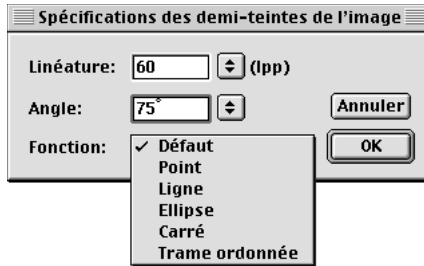 Spécifications des demi-teintes de l'image
Linéature: 60 (lpp)
Angle: 75° Annuler
Fonction: ✓ Défaut OK
Point
Ligne
Ellipse
Carré
Trame ordonnée